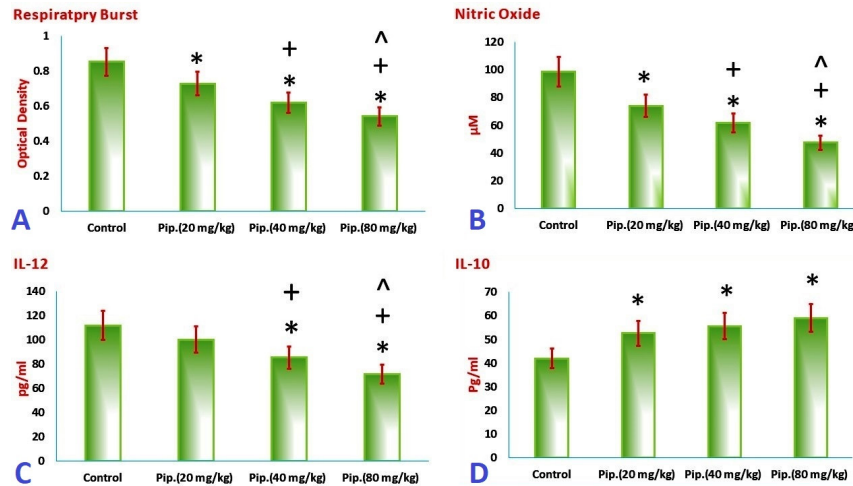 Respiratpry Burst
Optical Density
1
0.8
0.6
0.4
0.2
0
*
+
*
^
+
*
Control
Pip.(20 mg/kg)
Pip.(40 mg/kg)
Pip.(80 mg/kg)
A
Nitric Oxide
µM
120
100
80
60
40
20
0
*
+
*
^
+
*
Control
Pip.(20 mg/kg)
Pip.(40 mg/kg)
Pip.(80 mg/kg)
B
IL-12
pg/ml
140
120
100
80
60
40
20
0
+
*
^
+
*
Control
Pip.(20 mg/kg)
Pip.(40 mg/kg)
Pip.(80 mg/kg)
C
IL-10
Pg/ml
70
60
50
40
30
20
10
0
*
*
*
Control
Pip.(20 mg/kg)
Pip.(40 mg/kg)
Pip.(80 mg/kg)
D